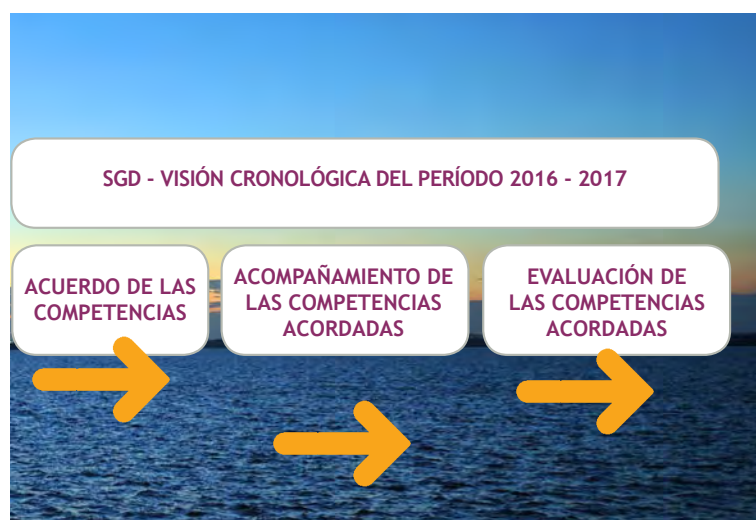 SGD - VISIÓN CRONOLÓGICA DEL PERÍODO 2016 - 2017
ACUERDO DE LAS
COMPETENCIAS
ACOMPAÑAMIENTO DE
LAS COMPETENCIAS
ACORDADAS
EVALUACIÓN DE
LAS COMPETENCIAS
ACORDADAS